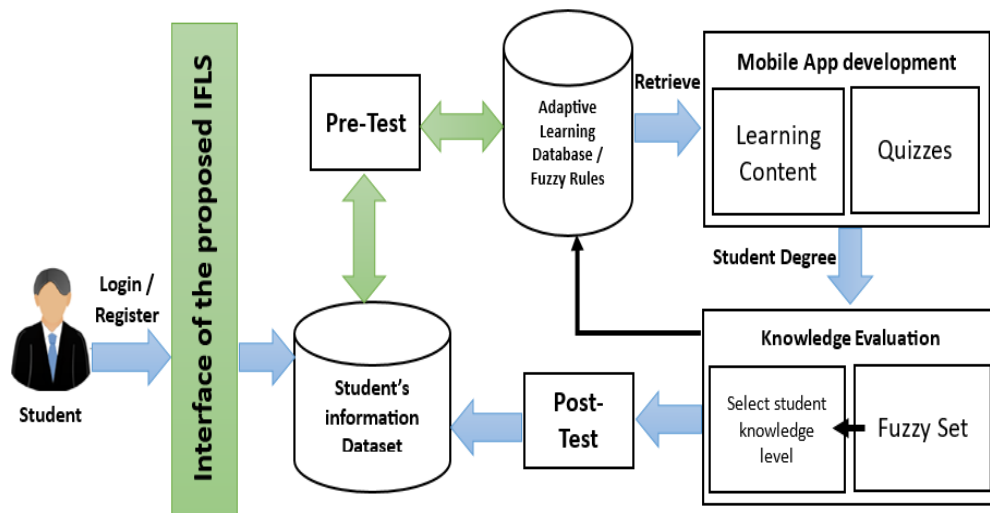 Student
Login /
Register
Interface of the proposed IFLS
Pre-Test
Student's
information
Dataset
Adaptive
Learning
Database /
Fuzzy Rules
Retrieve
Mobile App development
Learning
Content
Quizzes
Student Degree
Knowledge Evaluation
Select student
knowledge
level
Fuzzy Set
Post-
Test